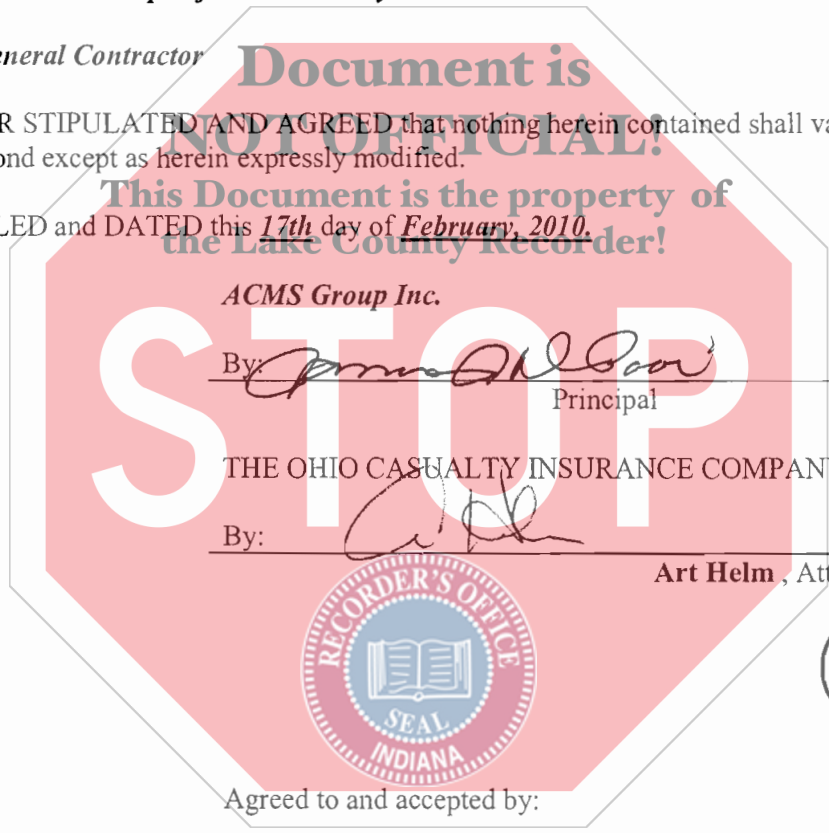 eneral Contractor
Document is
NOT OFFICIAL!
R STIPULATED AND AGREED that nothing herein contained shall va
ond except as herein expressly modified.
This Document is the property of
the Lake County Recorder!
LED and DATED this 17th day of February, 2010.
ACMS Group Inc.
STOP
By:
Principal
THE OHIO CASUALTY INSURANCE COMPANY
By:
Art Helm , Att
RECORDER'S OFFICE
SEAL
INDIANA
Agreed to and accepted by: